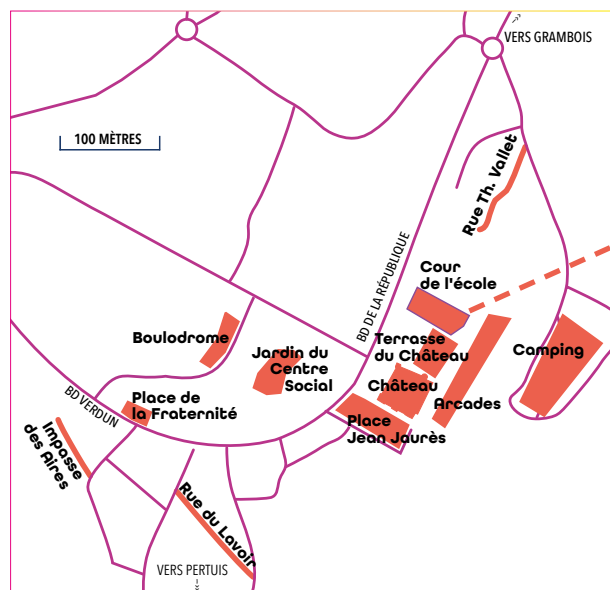 VERS GRAMBOIS
100 MÈTRES
Rue Th. Vallet
BD DE LA RÉPUBLIQUE
Cour
de l'école
Boulodrome
Jardin du
Centre
Social
Terrasse
du Château
Camping
Château
Arcades
BD VERDUN
Place de
la Fraternité
Place
Jean Jaurès
Impasse
des Aires
Rue du Lavoir
VERS PERTUIS